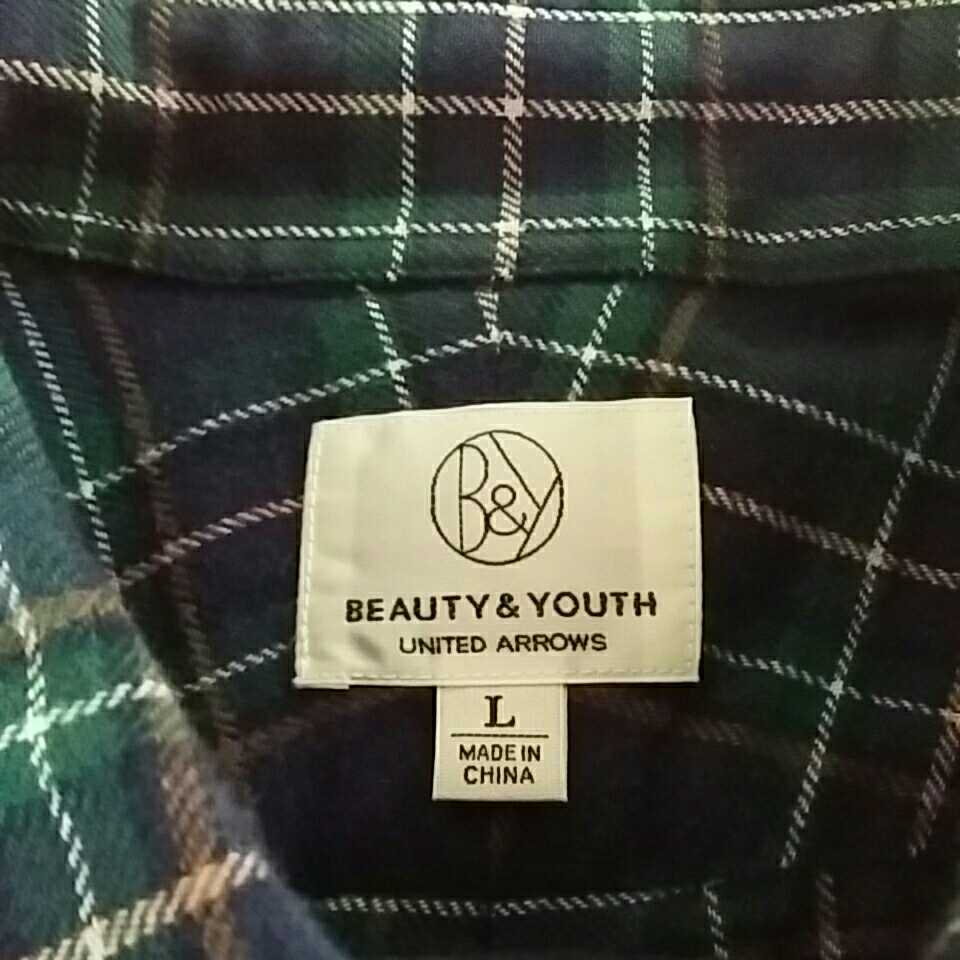 B&Y
BEAUTY & YOUTH
UNITED ARROWS
L
MADE IN
CHINA